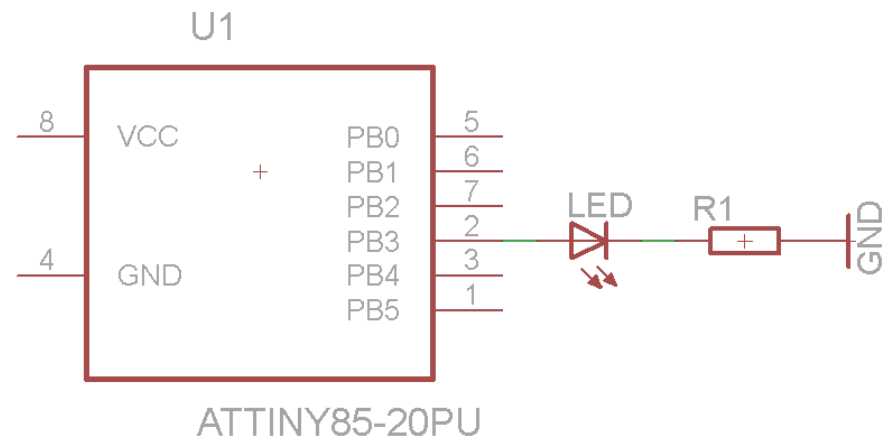 U1
8 VCC PB0 5
PB1 6
PB2 7
LED R1
PB3 2
GND
4 GND PB4 3
PB5 1
ATTINY85-20PU